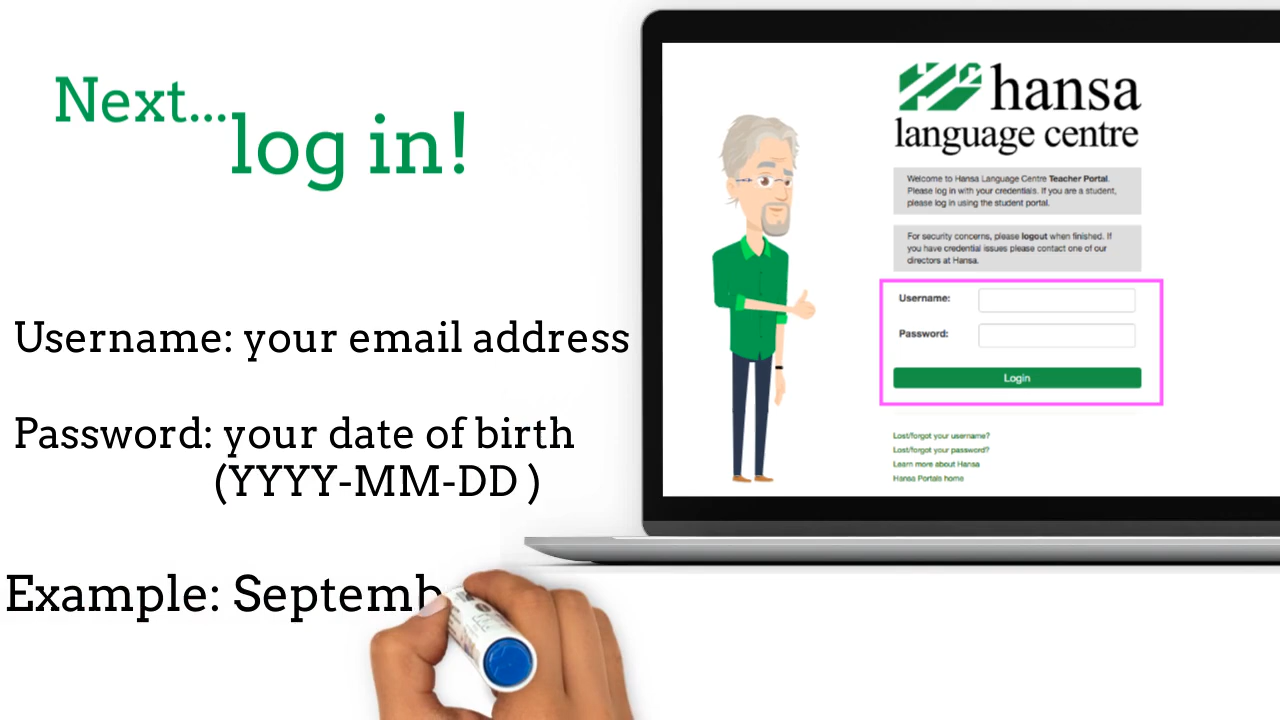 Next...
log in!
Username: your email address
Password: your date of birth
(YYYY-MM-DD )
Example: Septemb
hansa
language centre
Welcome to Hansa Language Centre Teacher Portal.
Please log in with your credentials. If you are a student,
please log in using the student portal.
For security concerns, please logout when finished. If
you have credential issues please contact one of our
directors at Hansa.
Username:
Password:
Login
Lost/forgot your username?
Lost/forgot your password?
Learn more about Hansa
Hansa Portals home